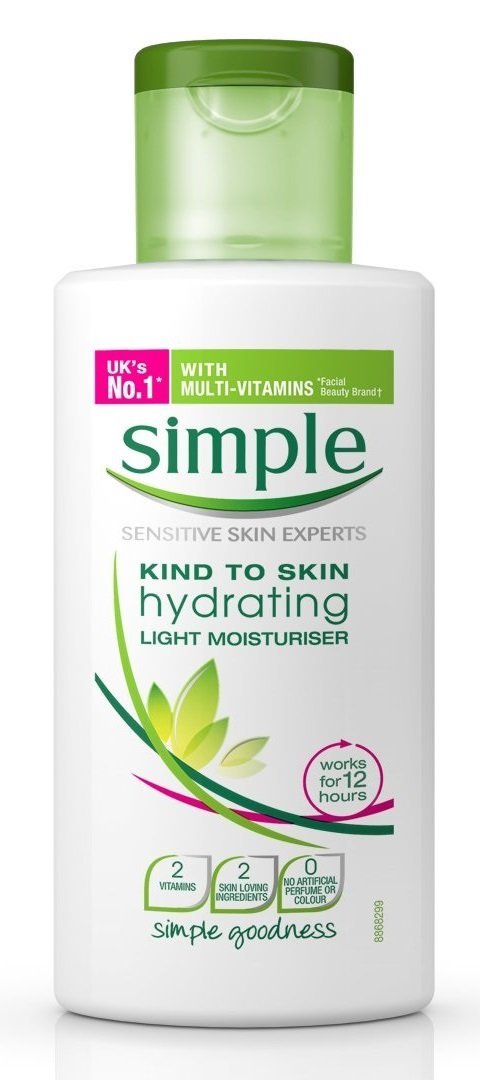 UK's
No.1*
WITH
MULTI-VITAMINS *Facial
Beauty Brand†
simple
SENSITIVE SKIN EXPERTS
KIND TO SKIN
hydrating
LIGHT MOISTURISER
works
for 12
hours
2
VITAMINS
2
SKIN LOVING
INGREDIENTS
0
NO ARTIFICIAL
PERFUME OR
COLOUR
simple goodness
8868299